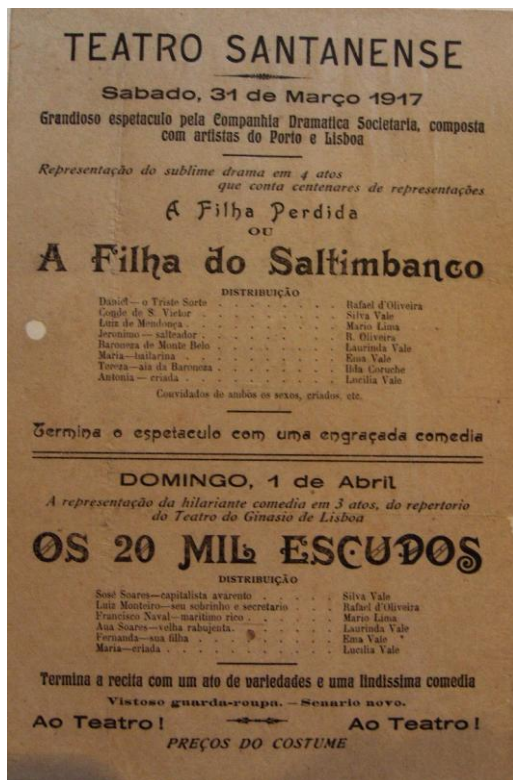 TEATRO SANTANENSE
Sabado, 31 de Março 1917
Grandioso espetaculo pela Companhia Dramatica Societaria, composta
com artistas do Porto e Lisboa
Representação do sublime drama em 4 atos
que conta centenares de representações
A Filha Perdida
OU
A Filha do Saltimbanco
DISTRIBUIÇÃO
Daniel—o Triste Sorte . . . . . . . . Rafael d'Oliveira
Conde de S. Victor . . . . . . . . Silva Vale
Luiz de Mendonça . . . . . . . . Mario Lima
Jeronimo—salteador . . . . . . . . R. Oliveira
Baroneza de Monte Belo . . . . . . . . Laurinda Vale
Maria—bailarina . . . . . . . . Ema Vale
Tereza—aia da Baroneza . . . . . . . . Ilda Coruche
Antonia—criada . . . . . . . . Lucilia Vale
Convidados de ambos os sexos, criados, etc.
Termina o espetaculo com uma engraçada comedia
DOMINGO, 1 de Abril
A representação da hilariante comedia em 3 atos, do repertorio
do Teatro do Ginasio de Lisboa
OS 20 MIL ESCUDOS
DISTRIBUIÇÃO
Sosé Soares—capitalista avarento . . . . . Silva Vale
Luiz Monteiro—seu sobrinho e secretario . . . . Rafael d'Oliveira
Francisco Naval—maritimo rico . . . . . . Mario Lima
Aua Soares—velha rabujenta . . . . . . Laurinda Vale
Fernanda—sua filha . . . . . . . Ema Vale
Maria—criada . . . . . . . . Lucilia Vale
Termina a recita com um ato de variedades e uma lindissima comedia
Vistoso guarda-roupa. — Senario novo.
Ao Teatro! Ao Teatro!
PREÇOS DO COSTUME